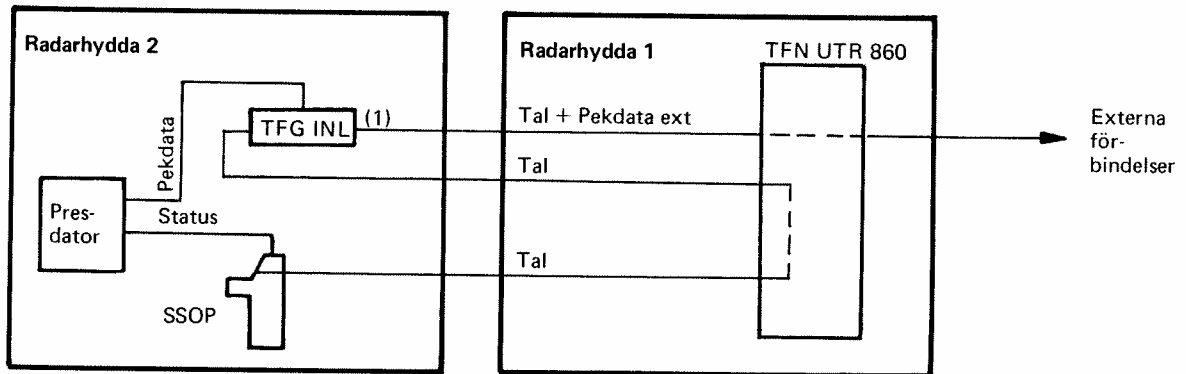 Radarhydda 2
Pekdata
TFG INL
(1)
Pres-
dator
Status
SSOP
Radarhydda 1
TFN UTR 860
Tal + Pekdata ext
Tal
Tal
Externa
för-
bindelser